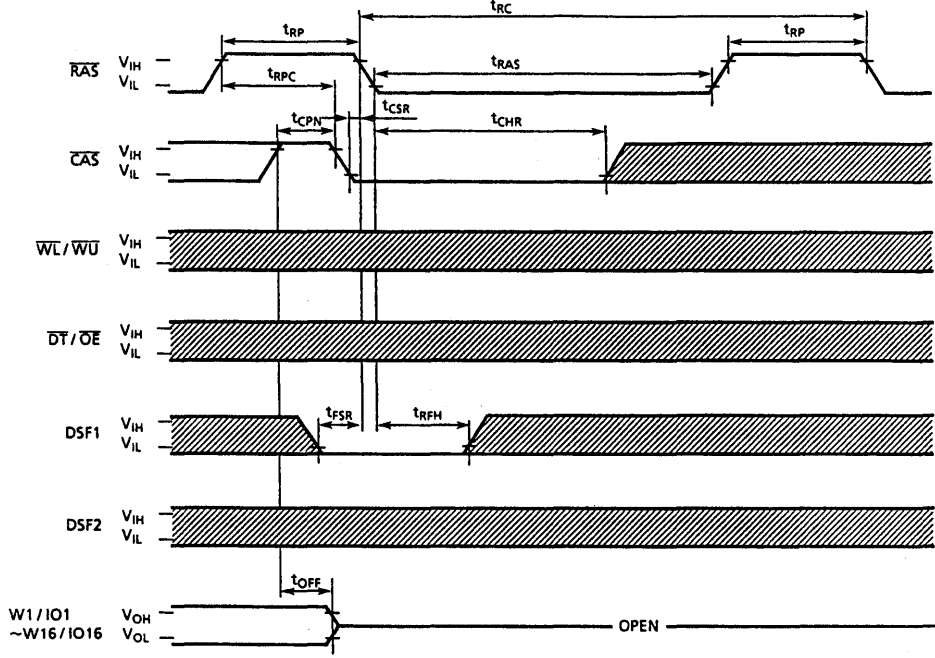 tRC
tRP tRP
RAS VIH
VIL
tRPC tRAS
tCSR
tCPN tCHR
CAS VIH
VIL
WL / WU VIH
VIL
DT / OE VIH
VIL
DSF1 VIH
VIL
tFSR tRFH
DSF2 VIH
VIL
tOFF
W1 / IO1
~W16 / IO16
VOH
VOL
OPEN